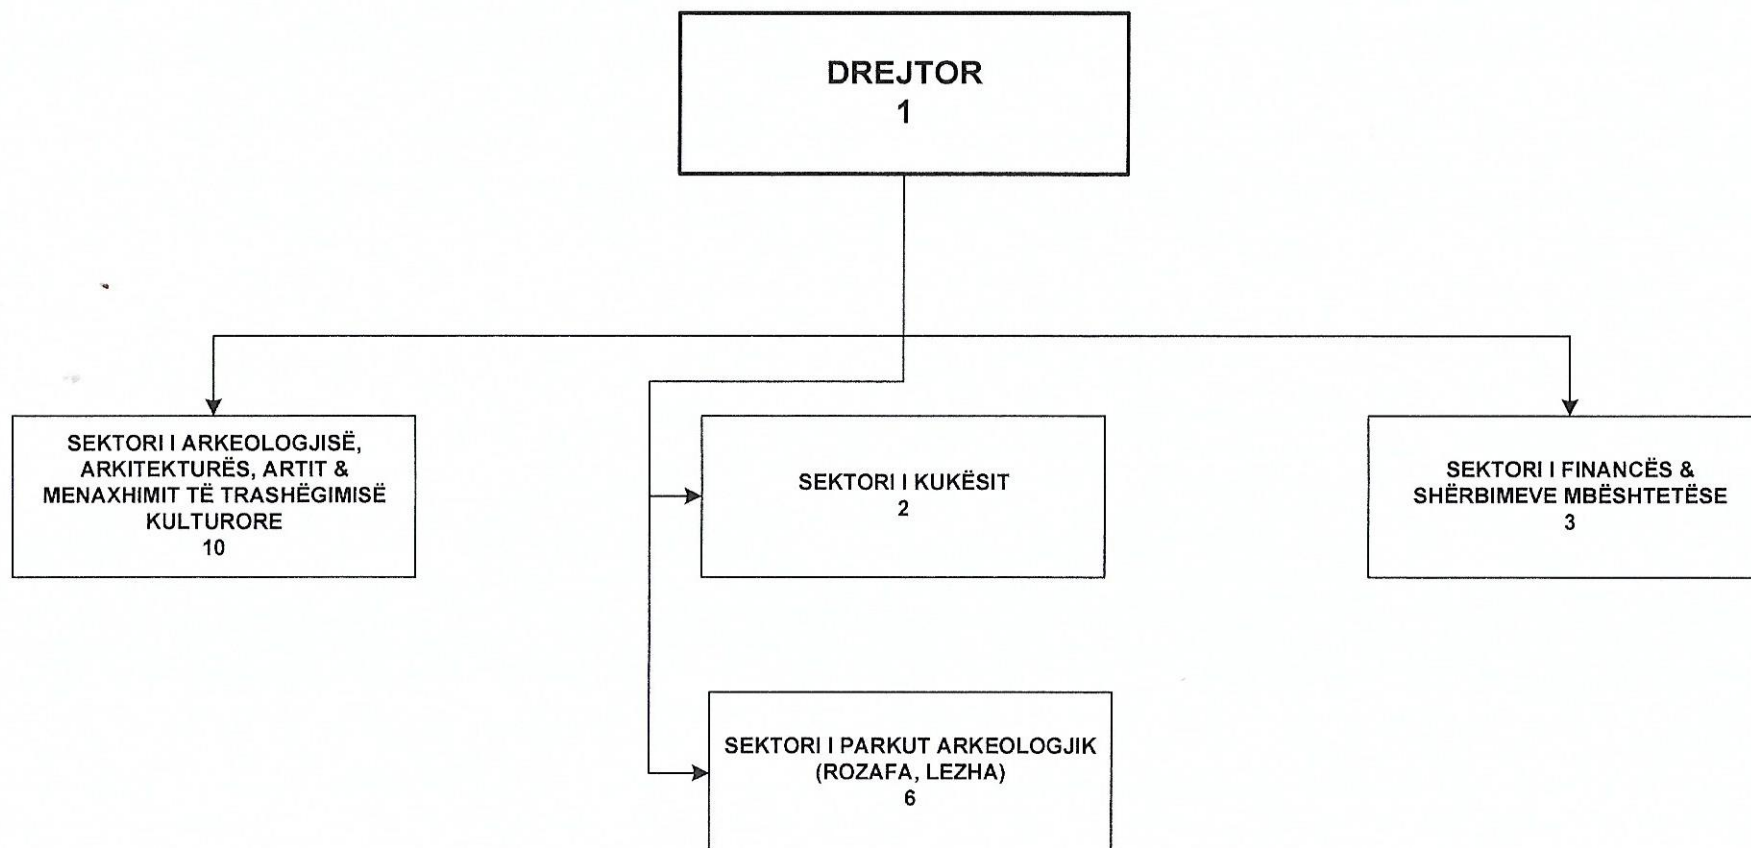 DREJTOR
1
SEKTORI I ARKEOLOGJISË,
ARKITEKTURËS, ARTIT &
MENAXHIMIT TË TRASHËGIMISË
KULTURORE
10
SEKTORI I KUKËSIT
2
SEKTORI I FINANCËS &
SHËRBIMEVE MBËSHTETËSE
3
SEKTORI I PARKUT ARKEOLOGJIK
(ROZAFA, LEZHA)
6